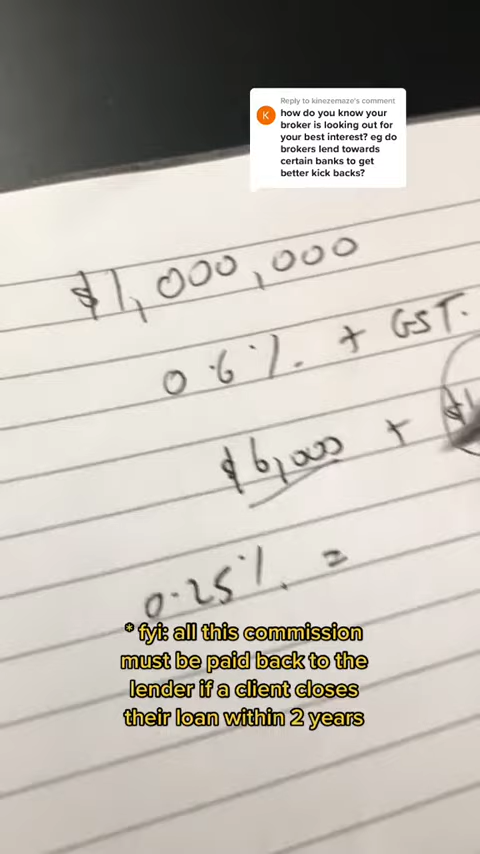 Reply to kinezemaze's comment
K
how do you know your
broker is looking out for
your best interest? eg do
brokers lend towards
certain banks to get
better kick backs?
$1,000,000
0.6%. + GST.
$6,000 +
0.25% =
* fyi: all this commission
must be paid back to the
lender if a client closes
their loan within 2 years